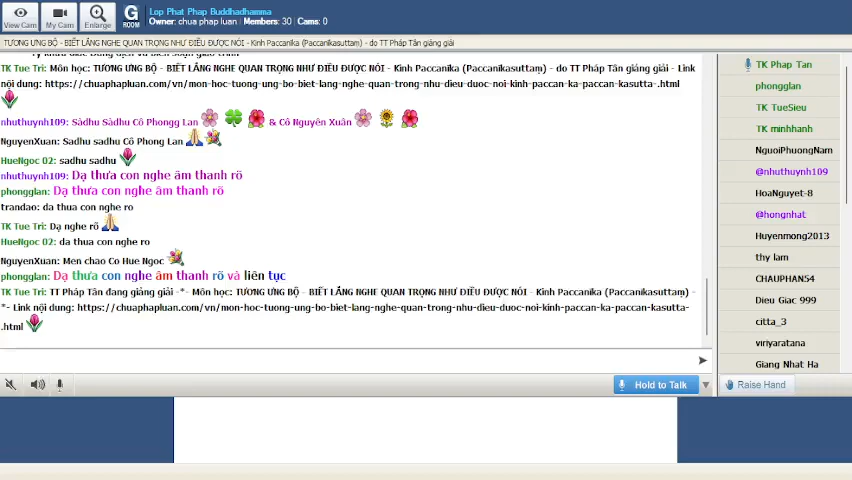 Lop Phat Phap Buddhadhamma
Owner: chua phap luan / Members: 30 / Cams: 0
View Cam
My Cam
Enlarge
G
ROOM
TƯƠNG ƯNG BỘ - BIẾT LẮNG NGHE QUAN TRỌNG NHƯ ĐIỀU ĐƯỢC NÓI - Kinh Paccanika (Paccanikasuttaṃ) - do TT Pháp Tân giảng giải
TK Tue Tri: Môn học: TƯƠNG ƯNG BỘ - BIẾT LẮNG NGHE QUAN TRỌNG NHƯ ĐIỀU ĐƯỢC NÓI - Kinh Paccanika (Paccanikasuttaṃ) - do TT Pháp Tân giảng giải - Link
nội dung: https://chuaphapluan.com/vn/mon-hoc-tuong-ung-bo-biet-lang-nghe-quan-trong-nhu-dieu-duoc-noi-kinh-paccan-ka-paccan-kasutta-.html
nhuthuynh109: Sàdhu Sàdhu Cô Phongg Lan & Cô Nguyên Xuân
NguyenXuan: Sadhu sadhu Cô Phong Lan
HueNgoc 02: sadhu sadhu
nhuthuynh109: Dạ thưa con nghe âm thanh rõ
phongglan: Dạ thưa con nghe âm thanh rõ
trandao: da thua con nghe ro
TK Tue Tri: Dạ nghe rõ
HueNgoc 02: da thua con nghe ro
NguyenXuan: Men chao Co Hue Ngoc
phongglan: Dạ thưa con nghe âm thanh rõ và liên tục
TK Tue Tri: TT Pháp Tân đang giảng giải -*- Môn học: TƯƠNG ƯNG BỘ - BIẾT LẮNG NGHE QUAN TRỌNG NHƯ ĐIỀU ĐƯỢC NÓI - Kinh Paccanika (Paccanikasuttaṃ) -
*- Link nội dung: https://chuaphapluan.com/vn/mon-hoc-tuong-ung-bo-biet-lang-nghe-quan-trong-nhu-dieu-duoc-noi-kinh-paccan-ka-paccan-kasutta-
.html
Hold to Talk
TK Phap Tan
phongglan
TK TueSieu
TK minhhanh
NguoiPhuongNam
@nhuthuynh109
HoaNguyet-8
@hongnhat
Huyenmong2013
thy lam
CHAUPHAN54
Dieu Giac 999
citta_3
viriyaratana
Giang Nhat Ha
Raise Hand